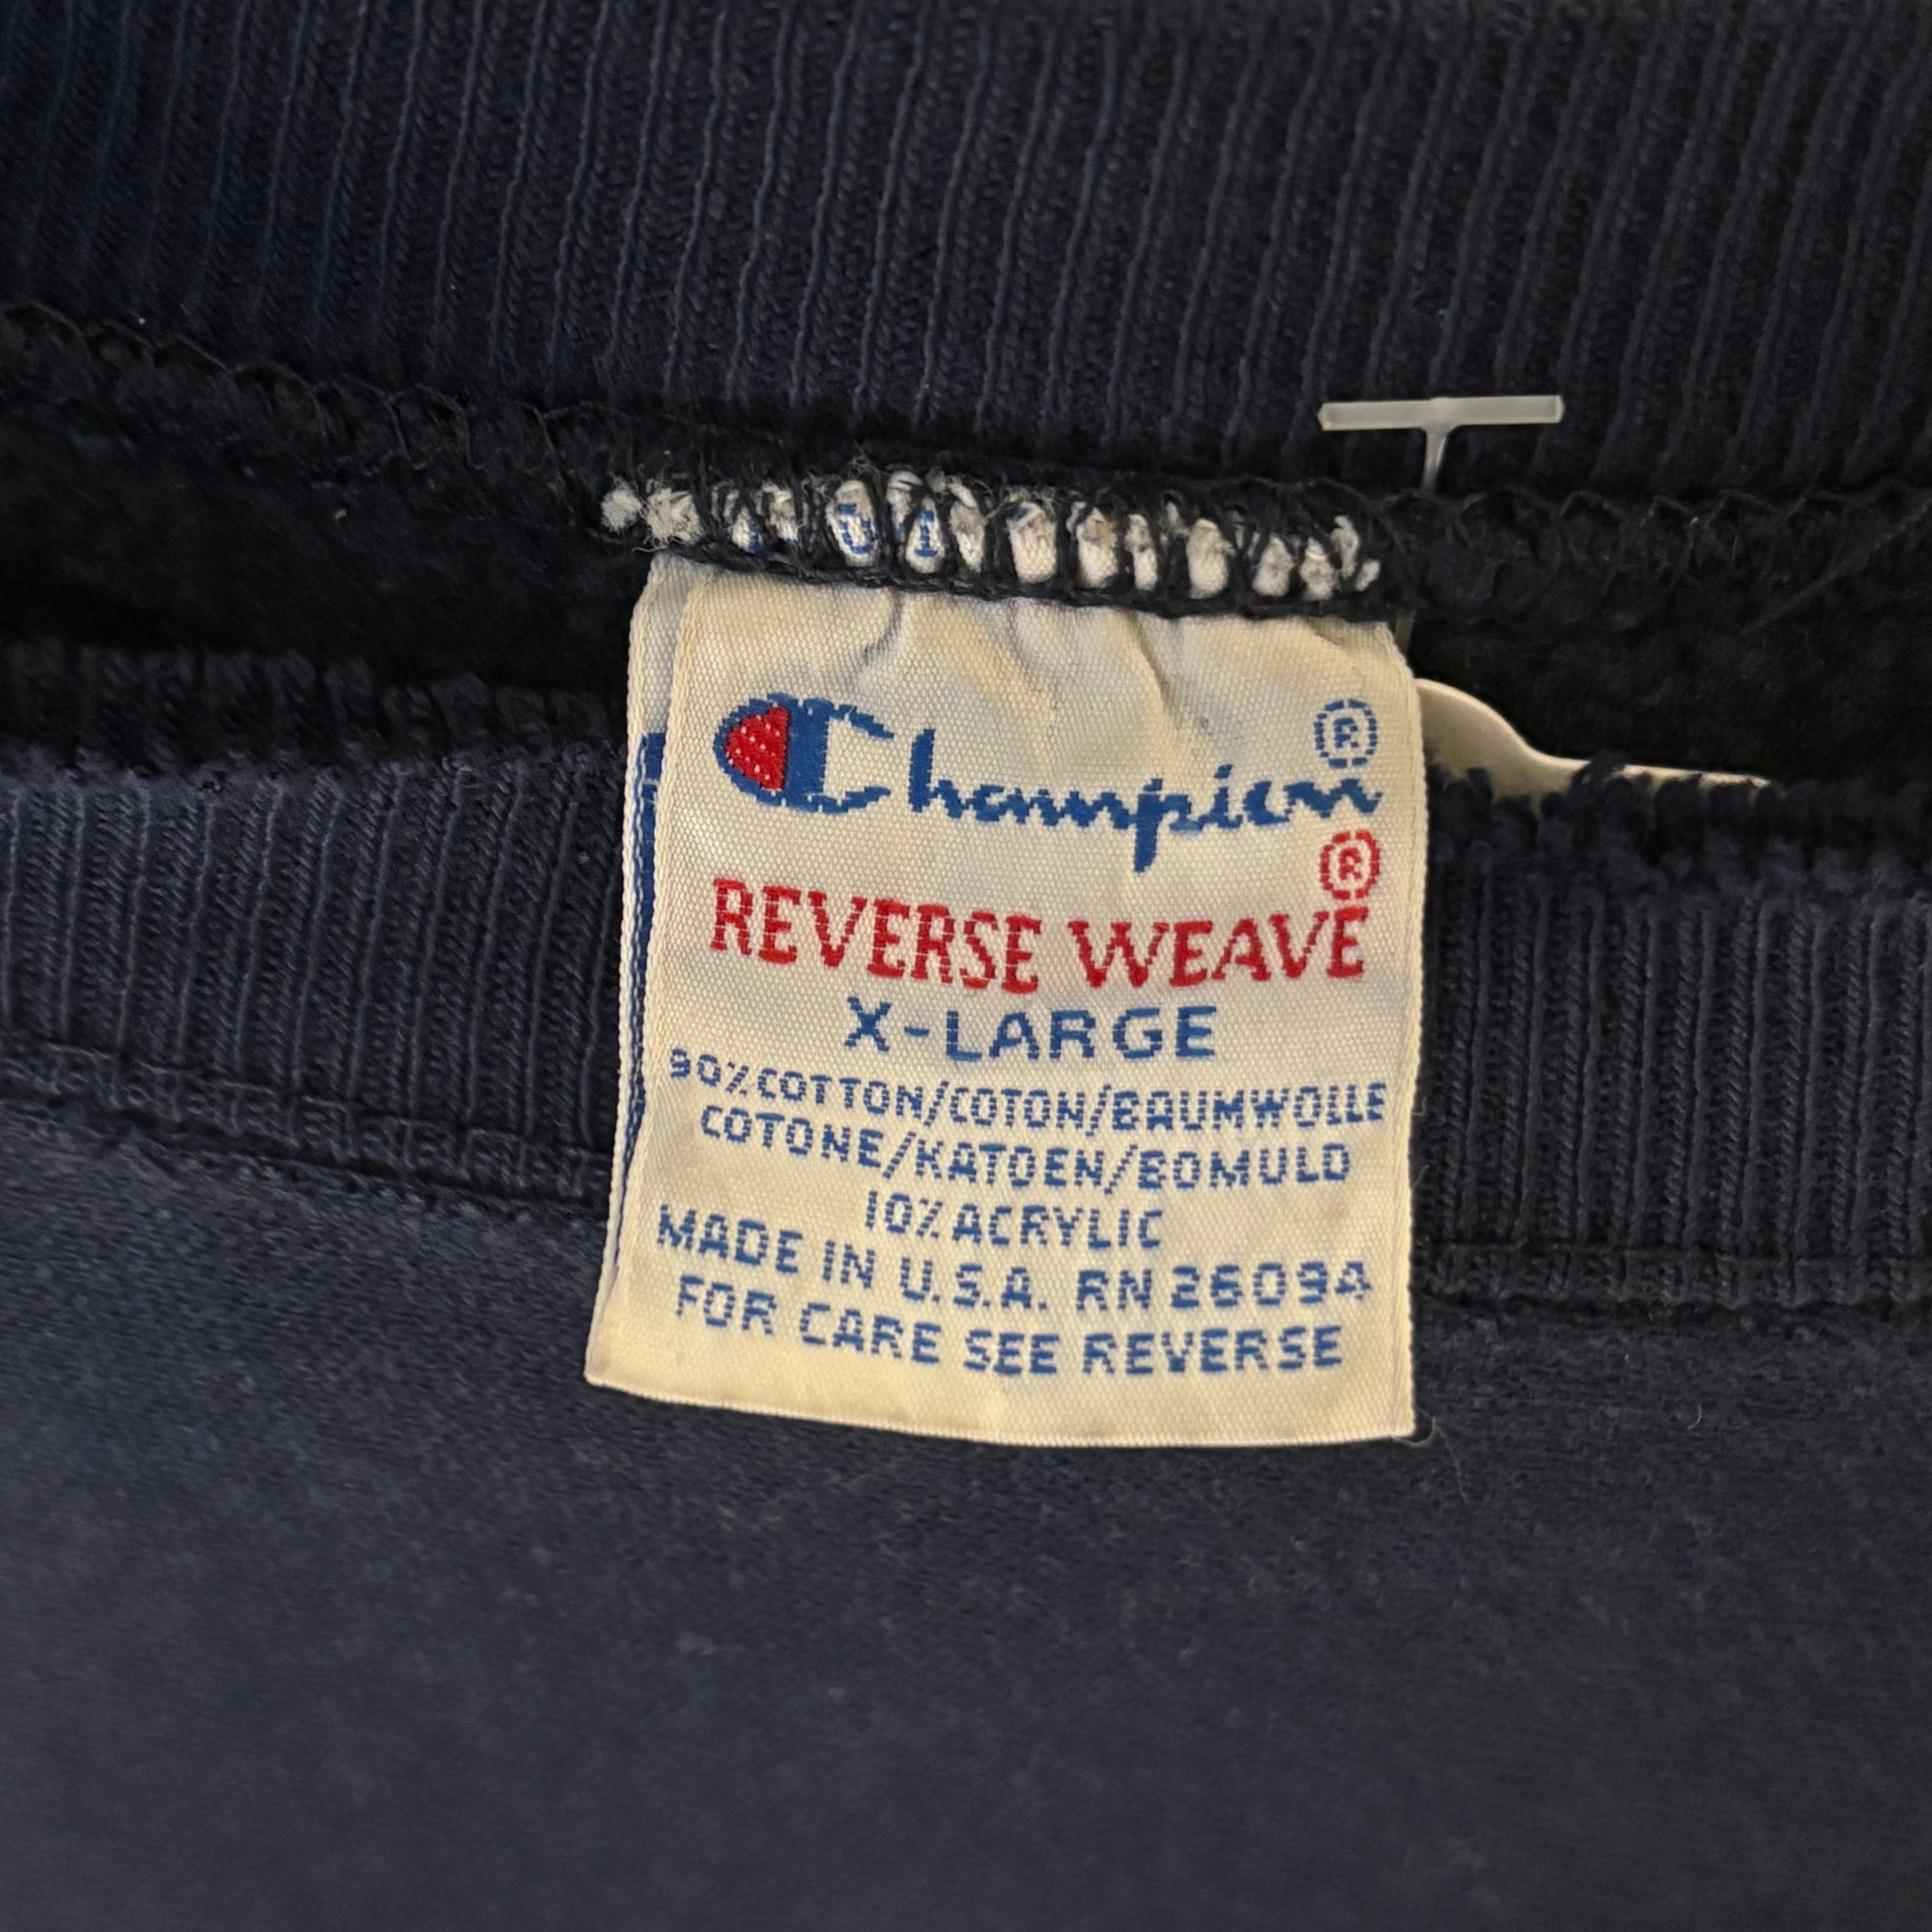 Champion®
REVERSE WEAVE®
X-LARGE
90% COTTON/COTON/BAUMWOLLE
COTONE/KATOEN/BOMULD
10% ACRYLIC
MADE IN U.S.A. RN 26094
FOR CARE SEE REVERSE